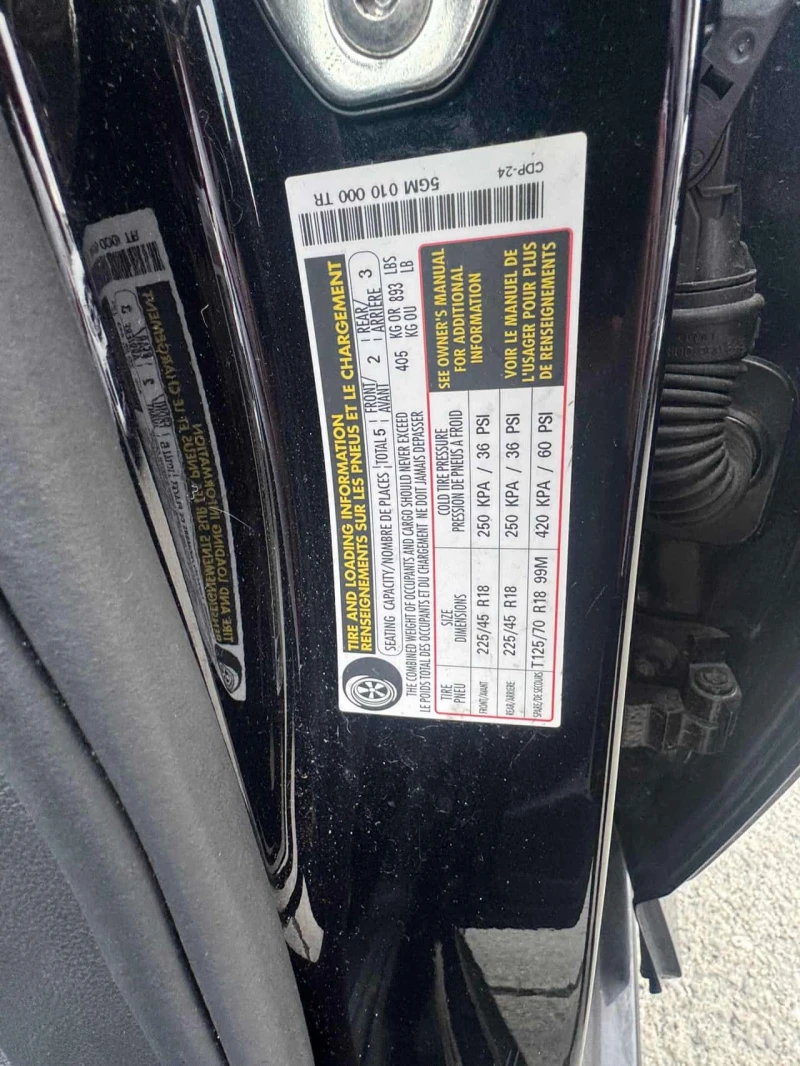 CDP-24
5GM 010 000 TR
TIRE AND LOADING INFORMATION
RENSEIGNEMENTS SUR LES PNEUS ET LE CHARGEMENT
SEATING CAPACITY/NOMBRE DE PLACES TOTAL 5 FRONT/AVANT 2 REAR/ARRIÈRE 3
THE COMBINED WEIGHT OF OCCUPANTS AND CARGO SHOULD NEVER EXCEED 405 KG OR 893 LBS
LE POIDS TOTAL DES OCCUPANTS ET DU CHARGEMENT NE DOIT JAMAIS DÉPASSER KG OU LB
TIRE SIZE COLD TIRE PRESSURE
PNEU DIMENSIONS PRESSION DE PNEUS À FROID
FRONT/AVANT 225/45 R18 250 KPA / 36 PSI
REAR/ARRIERE 225/45 R18 250 KPA / 36 PSI
SPARE/DE SECOURS T125/70 R18 99M 420 KPA / 60 PSI
SEE OWNER'S MANUAL
FOR ADDITIONAL
INFORMATION
VOIR LE MANUEL DE
L'USAGER POUR PLUS
DE RENSEIGNEMENTS